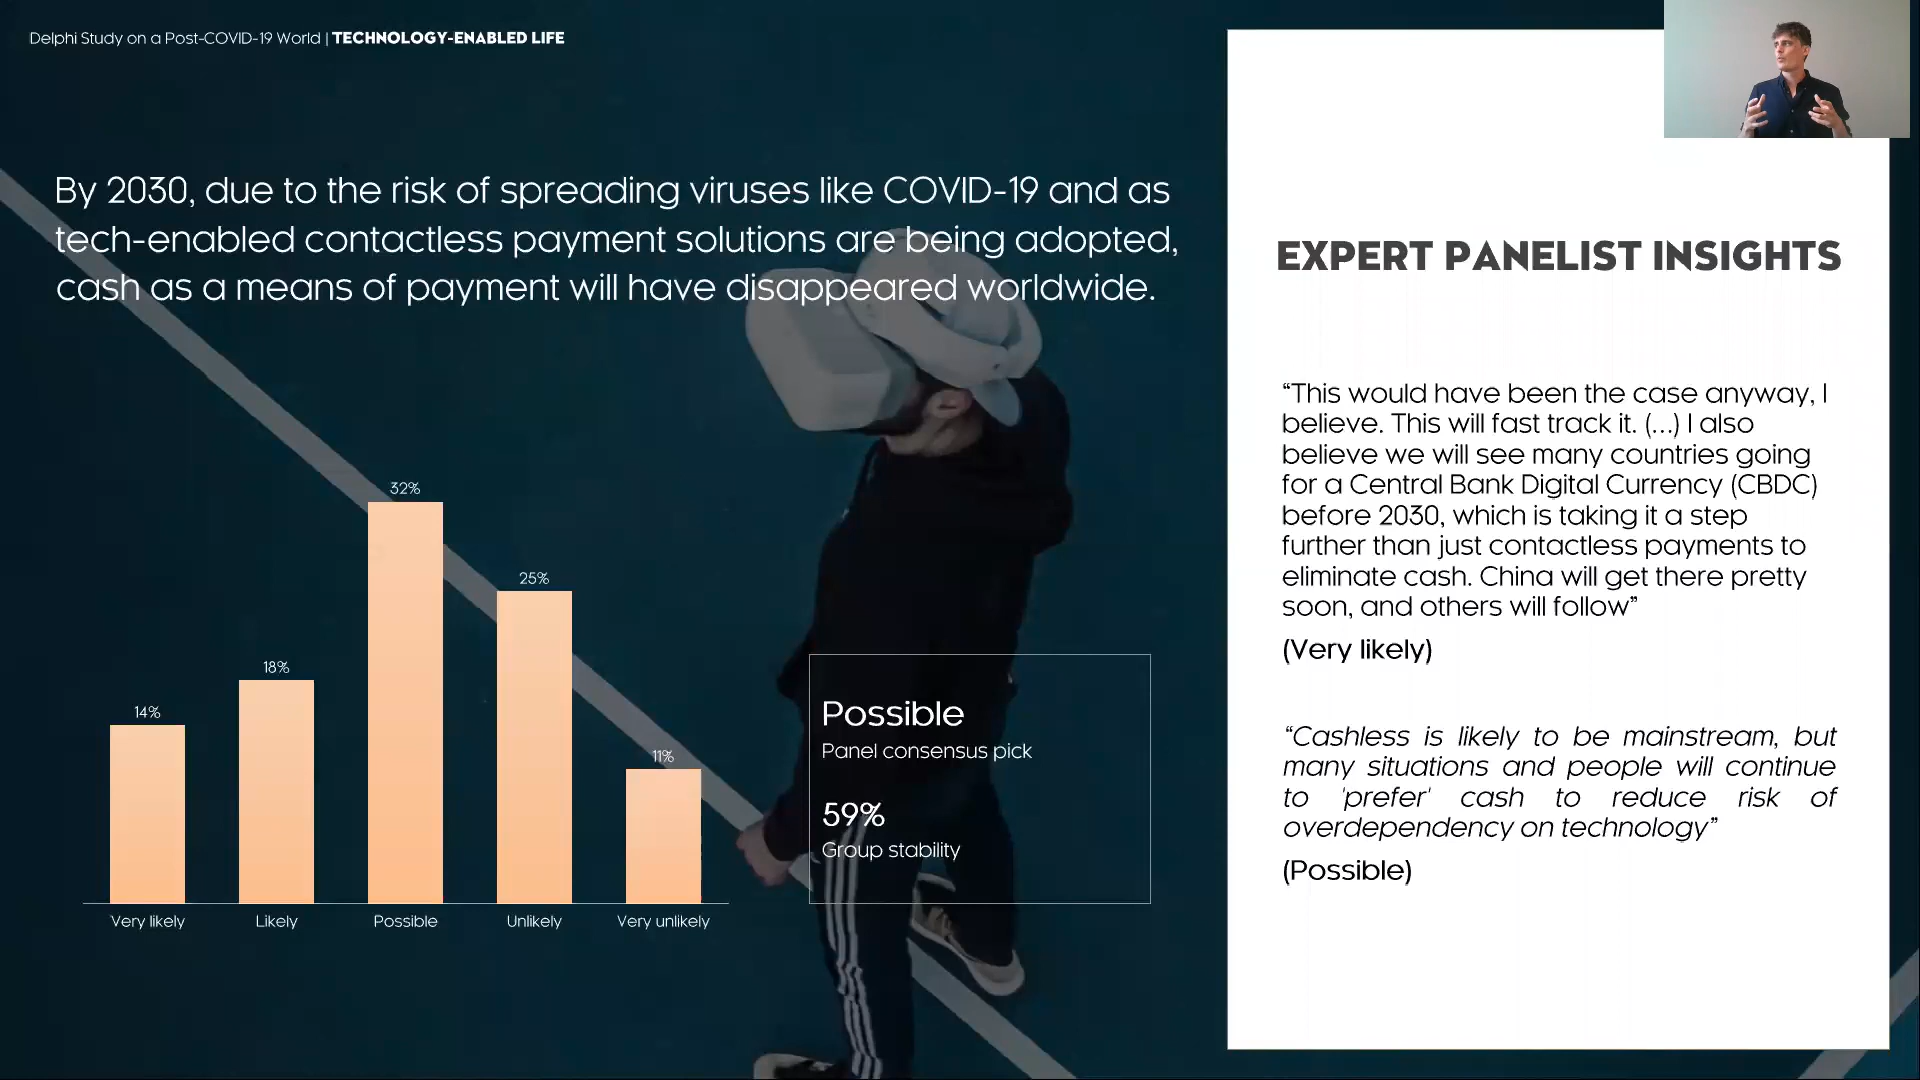 Delphi Study on a Post-COVID-19 World | TECHNOLOGY-ENABLED LIFE
By 2030, due to the risk of spreading viruses like COVID-19 and as
tech-enabled contactless payment solutions are being adopted,
cash as a means of payment will have disappeared worldwide.
14%
18%
32%
25%
11%
Very likely
Likely
Possible
Unlikely
Very unlikely
Possible
Panel consensus pick
59%
Group stability
EXPERT PANELIST INSIGHTS
“This would have been the case anyway, I
believe. This will fast track it. (...) I also
believe we will see many countries going
for a Central Bank Digital Currency (CBDC)
before 2030, which is taking it a step
further than just contactless payments to
eliminate cash. China will get there pretty
soon, and others will follow”
(Very likely)
“Cashless is likely to be mainstream, but
many situations and people will continue
to 'prefer' cash to reduce risk of
overdependency on technology”
(Possible)